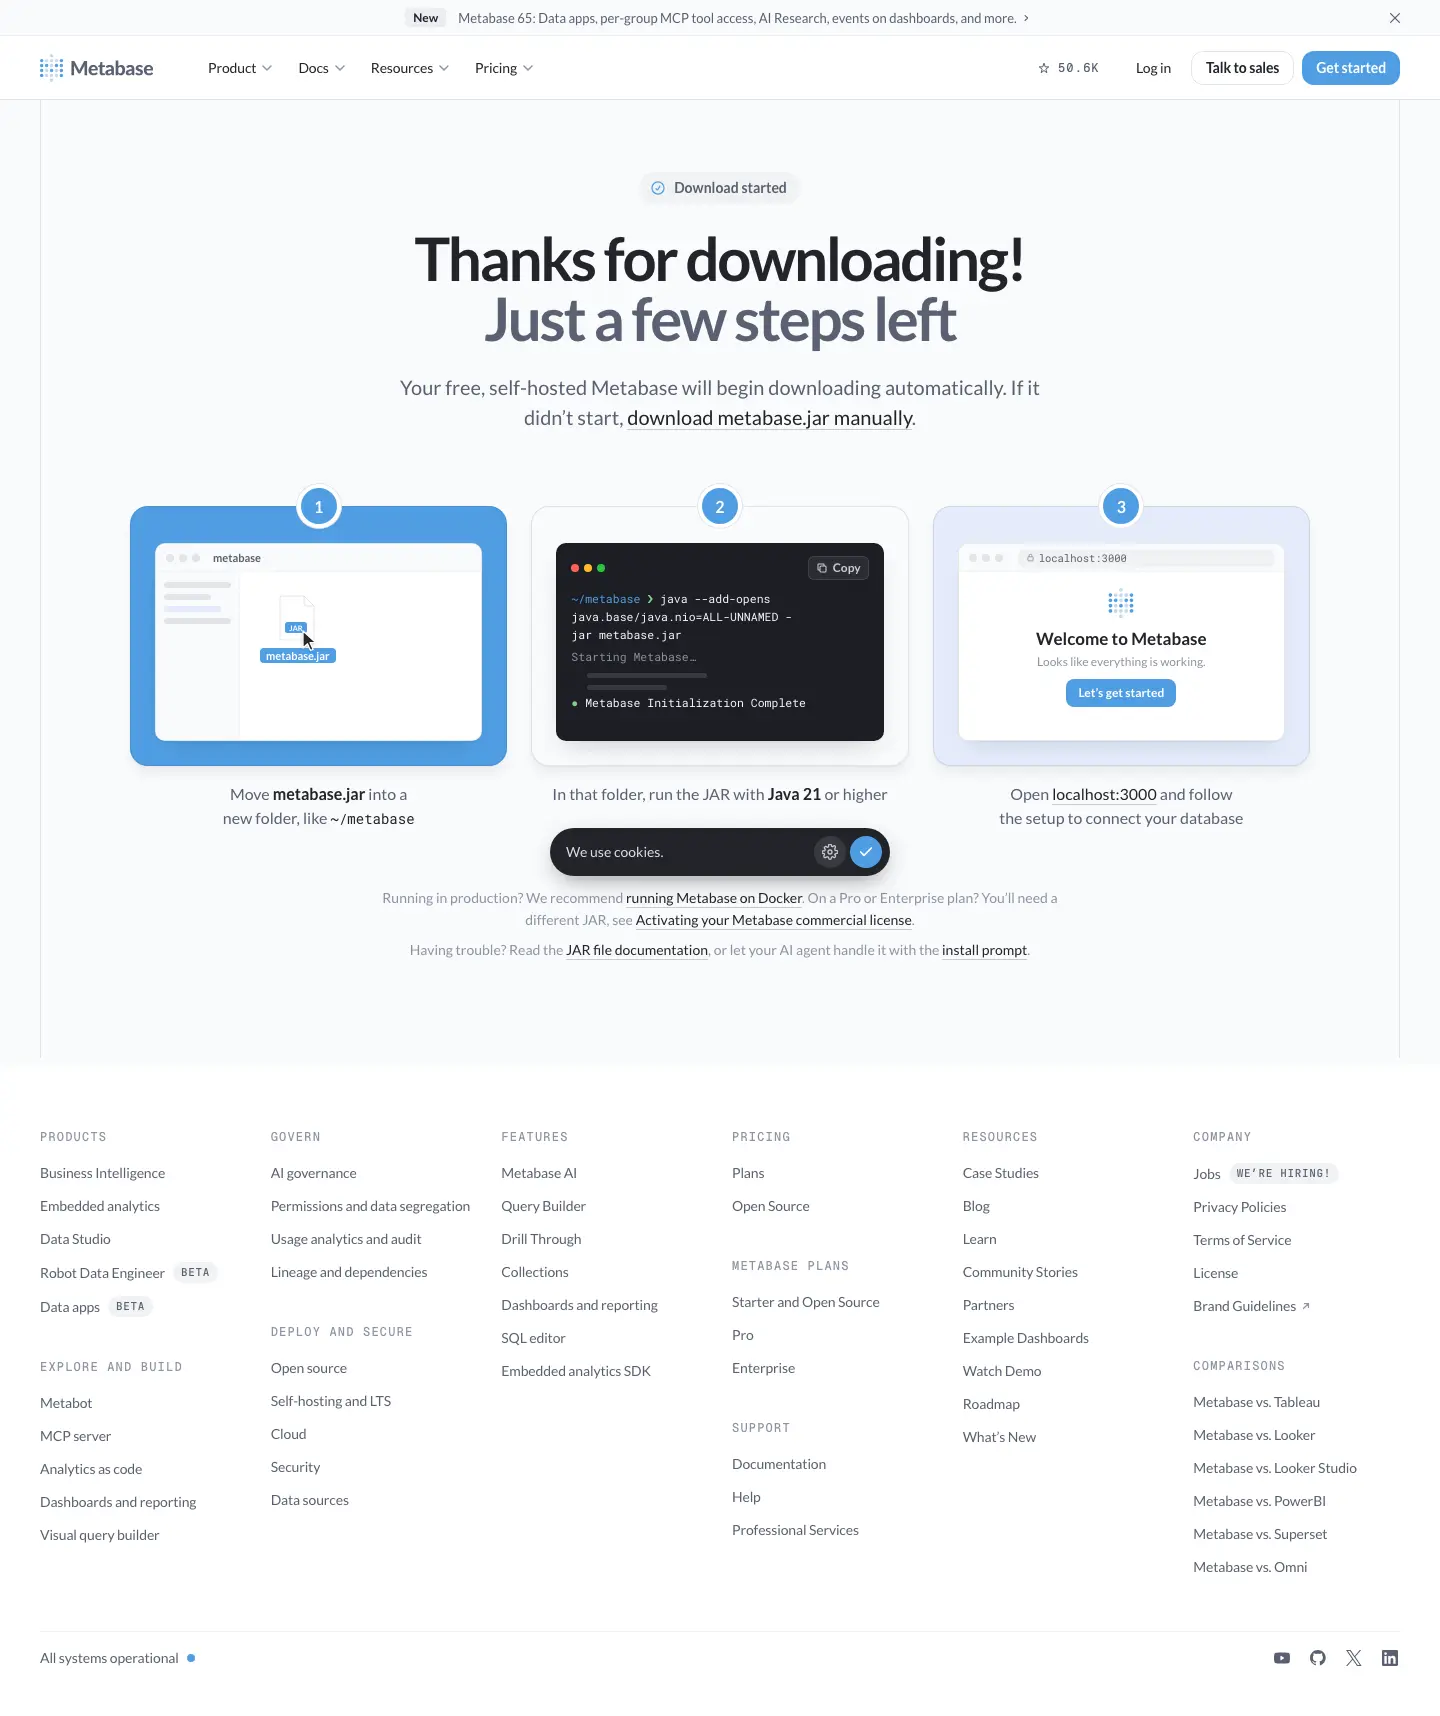 New Metabase 65: Data apps, per-group MCP tool access, AI Research, events on dashboards, and more. ›
Metabase Product Docs Resources Pricing 50.6K Log in Talk to sales Get started
Download started
Thanks for downloading!
Just a few steps left
Your free, self-hosted Metabase will begin downloading automatically. If it
didn’t start, download metabase.jar manually.
1
metabase
JAR
metabase.jar
Move metabase.jar into a
new folder, like ~/metabase
2
Copy
~/metabase ❯ java --add-opens
java.base/java.nio=ALL-UNNAMED -
jar metabase.jar
Starting Metabase…
● Metabase Initialization Complete
In that folder, run the JAR with Java 21 or higher
3
localhost:3000
Welcome to Metabase
Looks like everything is working.
Let's get started
Open localhost:3000 and follow
the setup to connect your database
We use cookies.
Running in production? We recommend running Metabase on Docker. On a Pro or Enterprise plan? You’ll need a
different JAR, see Activating your Metabase commercial license.
Having trouble? Read the JAR file documentation, or let your AI agent handle it with the install prompt.
PRODUCTS
Business Intelligence
Embedded analytics
Data Studio
Robot Data Engineer BETA
Data apps BETA
EXPLORE AND BUILD
Metabot
MCP server
Analytics as code
Dashboards and reporting
Visual query builder
GOVERN
AI governance
Permissions and data segregation
Usage analytics and audit
Lineage and dependencies
DEPLOY AND SECURE
Open source
Self-hosting and LTS
Cloud
Security
Data sources
FEATURES
Metabase AI
Query Builder
Drill Through
Collections
Dashboards and reporting
SQL editor
Embedded analytics SDK
PRICING
Plans
Open Source
METABASE PLANS
Starter and Open Source
Pro
Enterprise
SUPPORT
Documentation
Help
Professional Services
RESOURCES
Case Studies
Blog
Learn
Community Stories
Partners
Example Dashboards
Watch Demo
Roadmap
What’s New
COMPANY
Jobs WE’RE HIRING!
Privacy Policies
Terms of Service
License
Brand Guidelines ↗
COMPARISONS
Metabase vs. Tableau
Metabase vs. Looker
Metabase vs. Looker Studio
Metabase vs. PowerBI
Metabase vs. Superset
Metabase vs. Omni
All systems operational